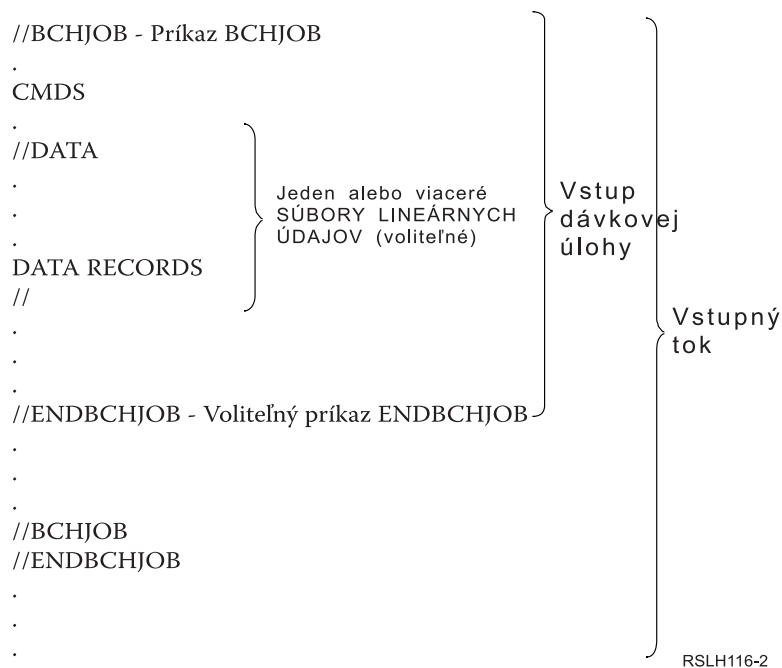 //BCHJOB - Príkaz BCHJOB
.
CMDS
.
//DATA
.
.
.
DATA RECORDS
//
.
.
.
//ENDBCHJOB - Voliteľný príkaz ENDBCHJOB
.
.
.
//BCHJOB
//ENDBCHJOB
.
.
.
Jeden alebo viaceré
SÚBORY LINEÁRNYCH
ÚDAJOV (voliteľné)
Vstup
dávkovej
úlohy
Vstupný
tok
RSLH116-2